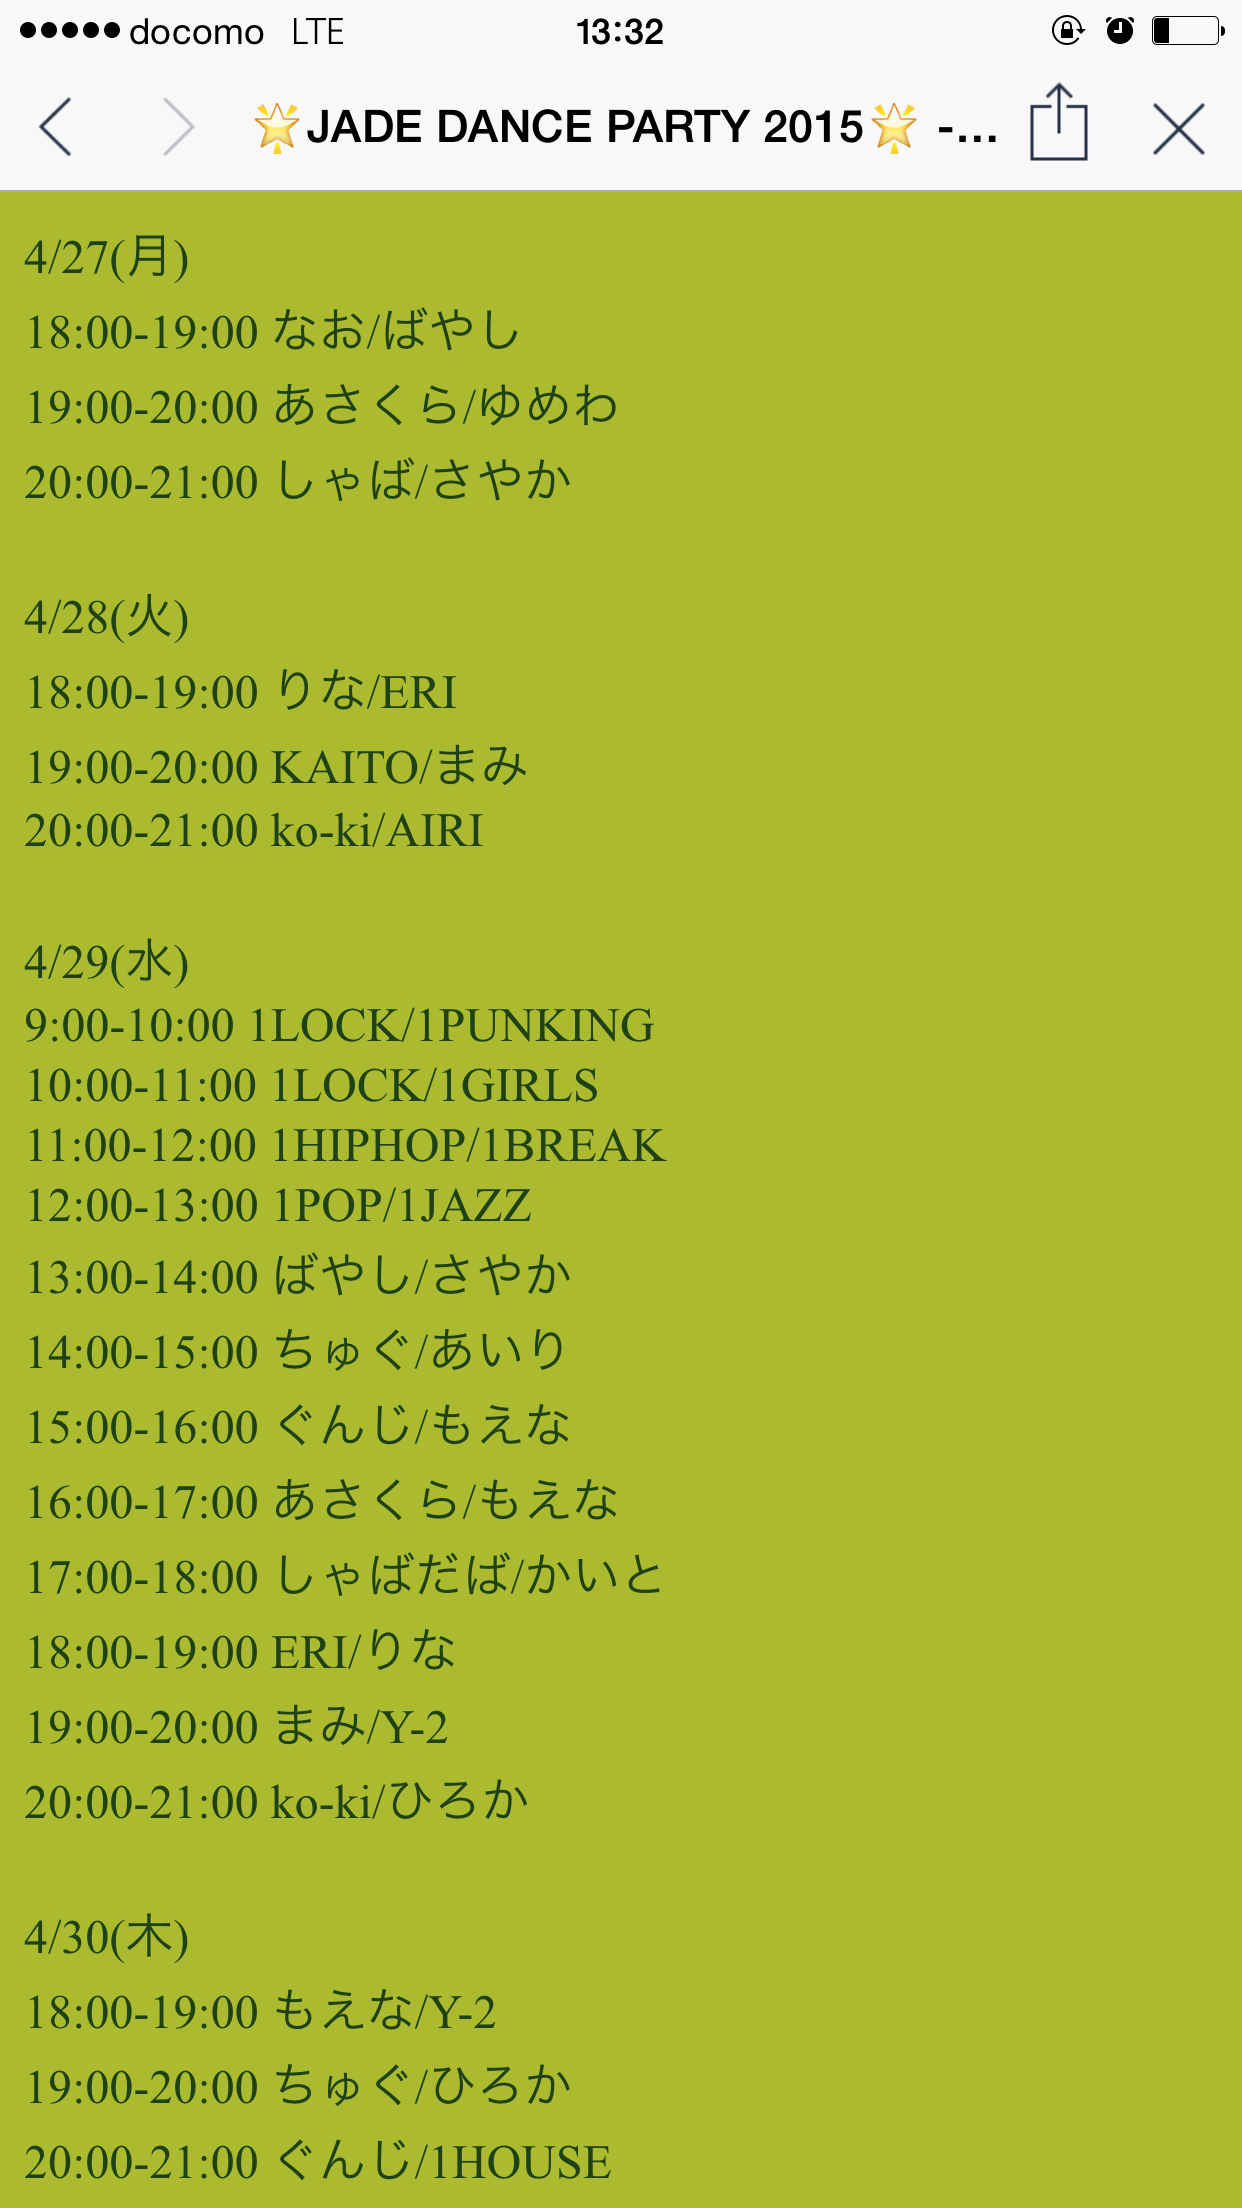 docomo LTE 13:32
🌟JADE DANCE PARTY 2015🌟 -...
4/27(月)
18:00-19:00 なお/ばやし
19:00-20:00 あさくら/ゆめわ
20:00-21:00 しゃば/さやか
4/28(火)
18:00-19:00 りな/ERI
19:00-20:00 KAITO/まみ
20:00-21:00 ko-ki/AIRI
4/29(水)
9:00-10:00 1LOCK/1PUNKING
10:00-11:00 1LOCK/1GIRLS
11:00-12:00 1HIPHOP/1BREAK
12:00-13:00 1POP/1JAZZ
13:00-14:00 ばやし/さやか
14:00-15:00 ちゅぐ/あいり
15:00-16:00 ぐんじ/もえな
16:00-17:00 あさくら/もえな
17:00-18:00 しゃばだば/かいと
18:00-19:00 ERI/りな
19:00-20:00 まみ/Y-2
20:00-21:00 ko-ki/ひろか
4/30(木)
18:00-19:00 もえな/Y-2
19:00-20:00 ちゅぐ/ひろか
20:00-21:00 ぐんじ/1HOUSE